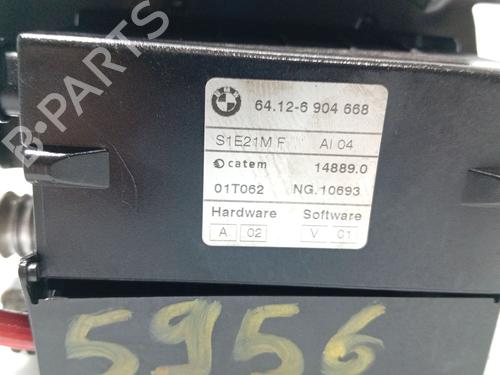 BMW
64.12-6 904 668
S1E21M F AI 04
catem 14889.0
01T062 NG.10693
Hardware Software
A 02 V 01
5956
B-PARTS